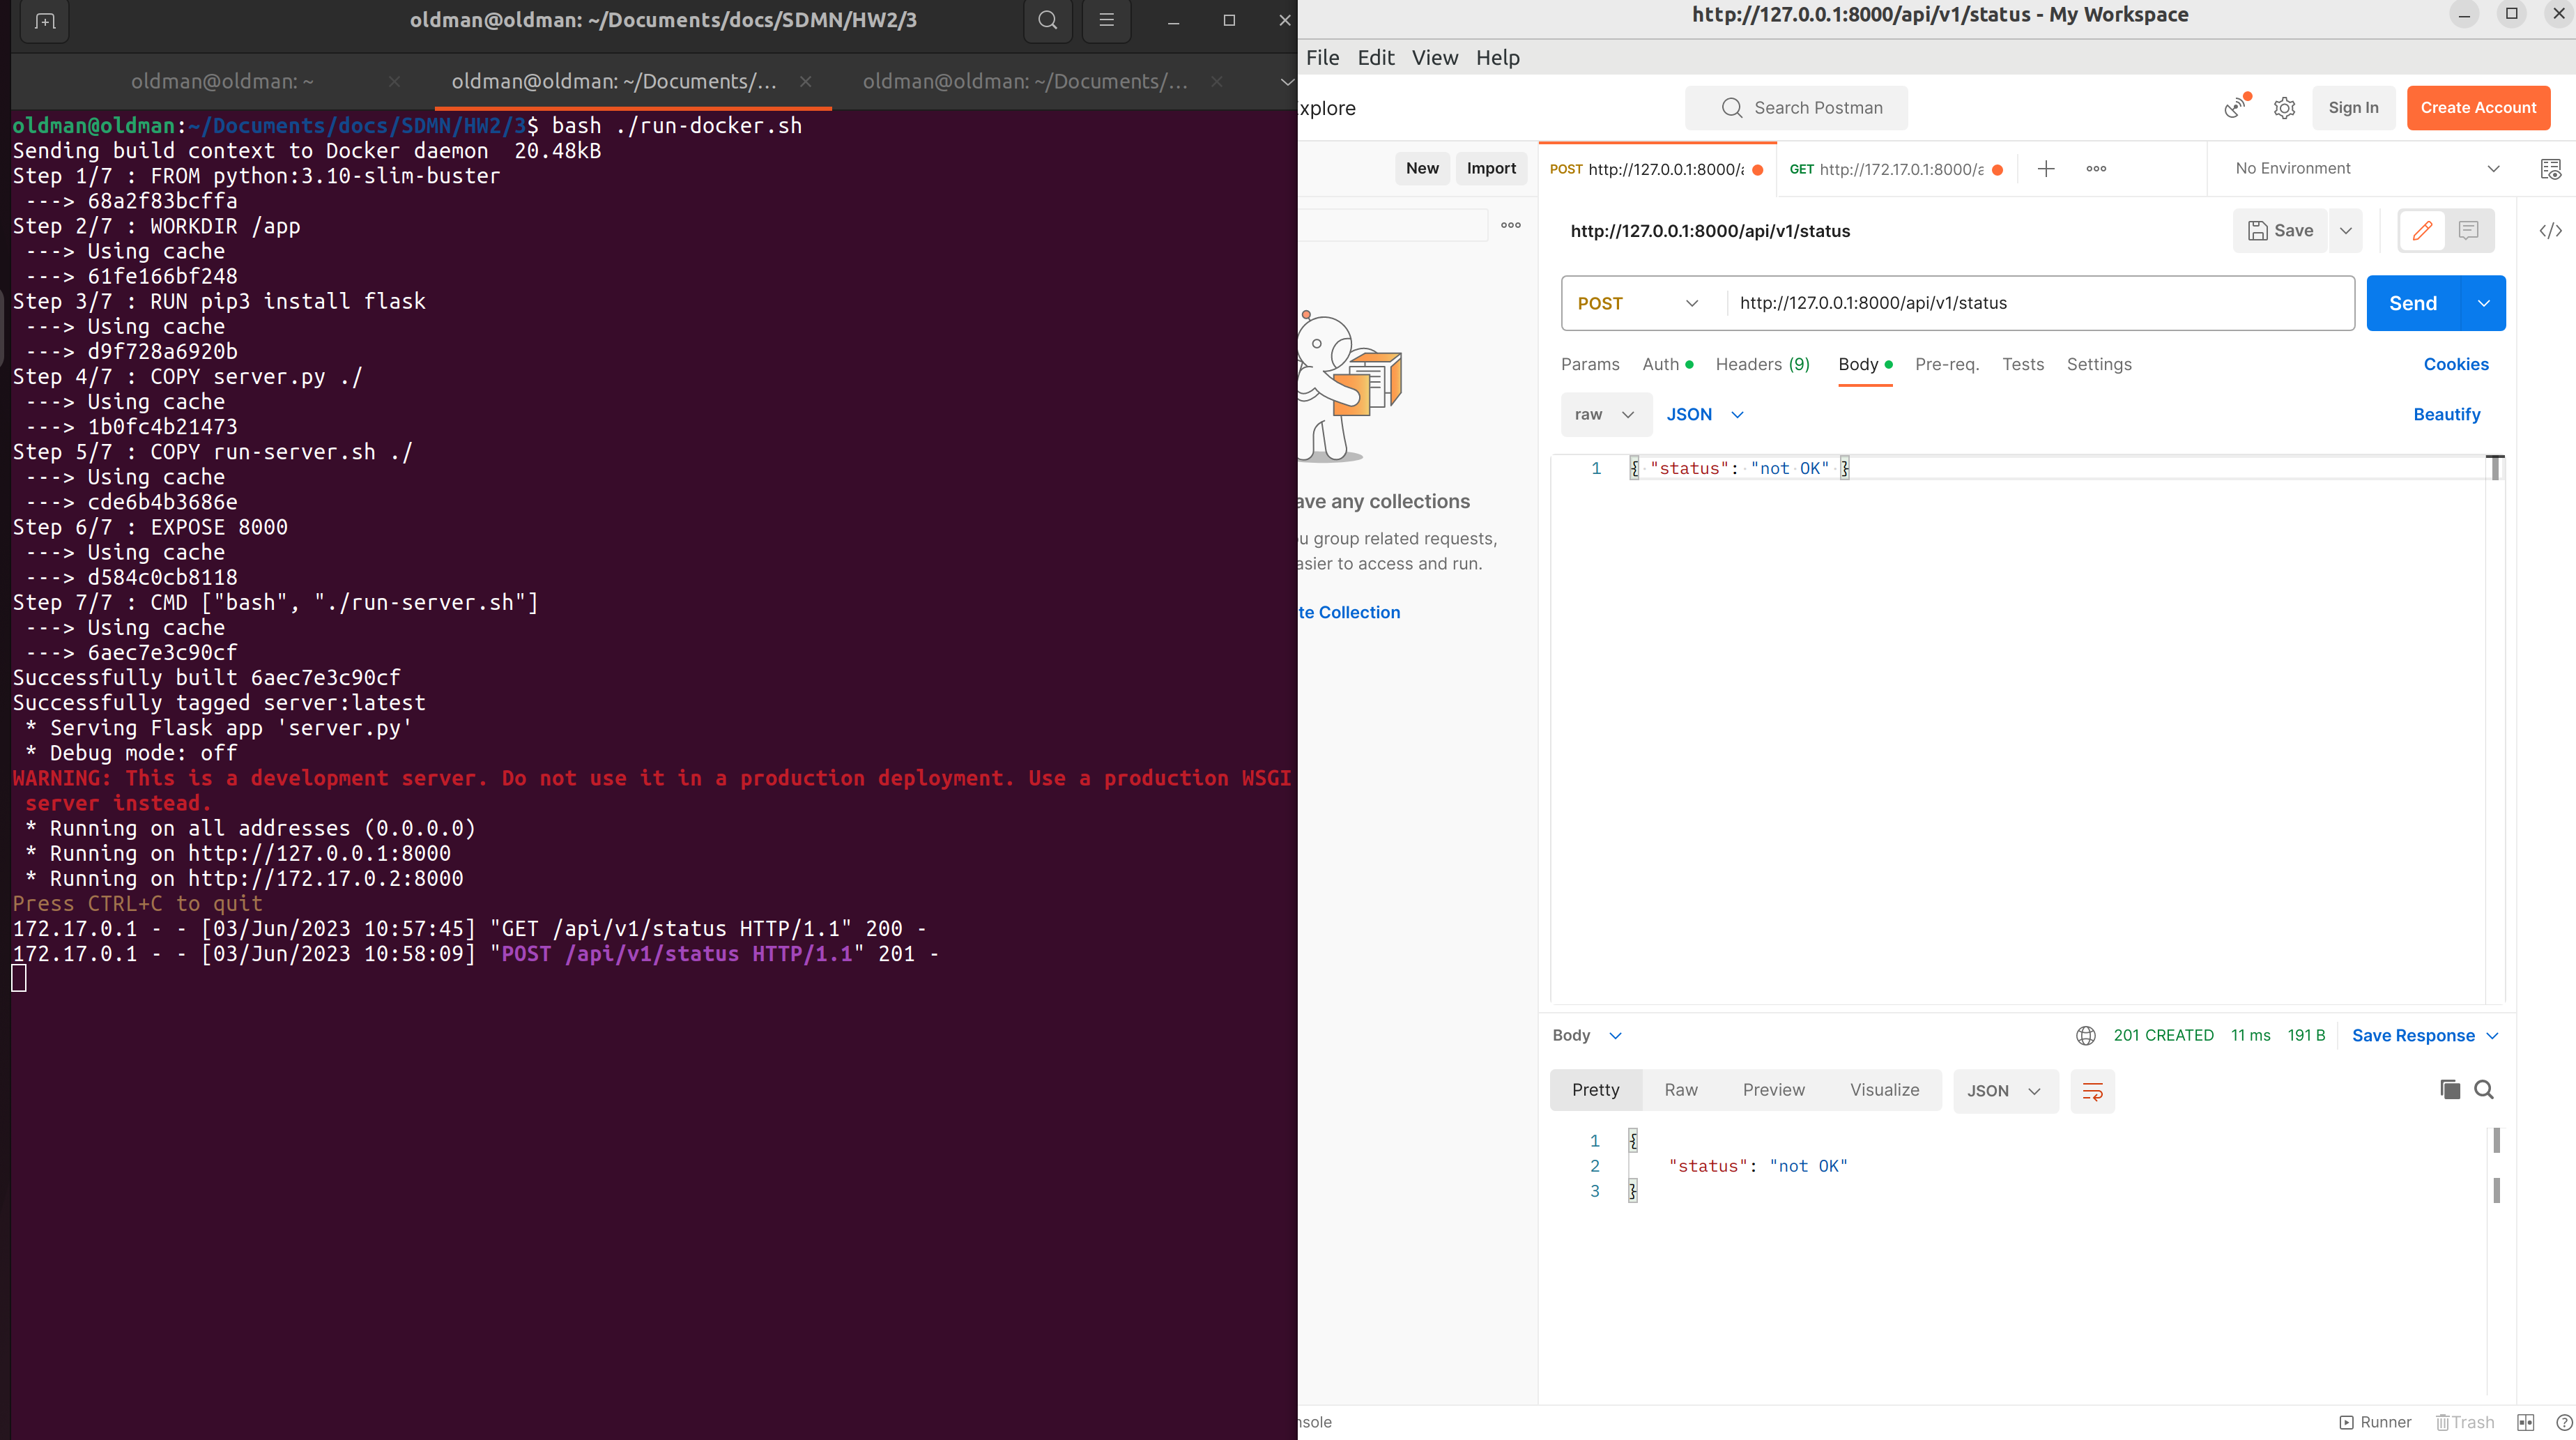 oldman@oldman: ~/Documents/docs/SDMN/HW2/3
oldman@oldman: ~
oldman@oldman: ~/Documents/...
oldman@oldman: ~/Documents/...
oldman@oldman:~/Documents/docs/SDMN/HW2/3$ bash ./run-docker.sh
Sending build context to Docker daemon  20.48kB
Step 1/7 : FROM python:3.10-slim-buster
 ---> 68a2f83bcffa
Step 2/7 : WORKDIR /app
 ---> Using cache
 ---> 61fe166bf248
Step 3/7 : RUN pip3 install flask
 ---> Using cache
 ---> d9f728a6920b
Step 4/7 : COPY server.py ./
 ---> Using cache
 ---> 1b0fc4b21473
Step 5/7 : COPY run-server.sh ./
 ---> Using cache
 ---> cde6b4b3686e
Step 6/7 : EXPOSE 8000
 ---> Using cache
 ---> d584c0cb8118
Step 7/7 : CMD ["bash", "./run-server.sh"]
 ---> Using cache
 ---> 6aec7e3c90cf
Successfully built 6aec7e3c90cf
Successfully tagged server:latest
 * Serving Flask app 'server.py'
 * Debug mode: off
WARNING: This is a development server. Do not use it in a production deployment. Use a production WSGI
 server instead.
 * Running on all addresses (0.0.0.0)
 * Running on http://127.0.0.1:8000
 * Running on http://172.17.0.2:8000
Press CTRL+C to quit
172.17.0.1 - - [03/Jun/2023 10:57:45] "GET /api/v1/status HTTP/1.1" 200 -
172.17.0.1 - - [03/Jun/2023 10:58:09] "POST /api/v1/status HTTP/1.1" 201 -
http://127.0.0.1:8000/api/v1/status - My Workspace
File Edit View Help
xplore
Search Postman
Sign In
Create Account
New
Import
POST http://127.0.0.1:8000/a
GET http://172.17.0.1:8000/a
No Environment
http://127.0.0.1:8000/api/v1/status
Save
</>
POST
http://127.0.0.1:8000/api/v1/status
Send
Params Auth Headers (9) Body Pre-req. Tests Settings
Cookies
raw
JSON
Beautify
1 { "status": "not OK" }
ave any collections
u group related requests,
asier to access and run.
te Collection
Body
201 CREATED 11 ms 191 B
Save Response
Pretty Raw Preview Visualize
JSON
1 {
2     "status": "not OK"
3 }
nsole
Runner
Trash